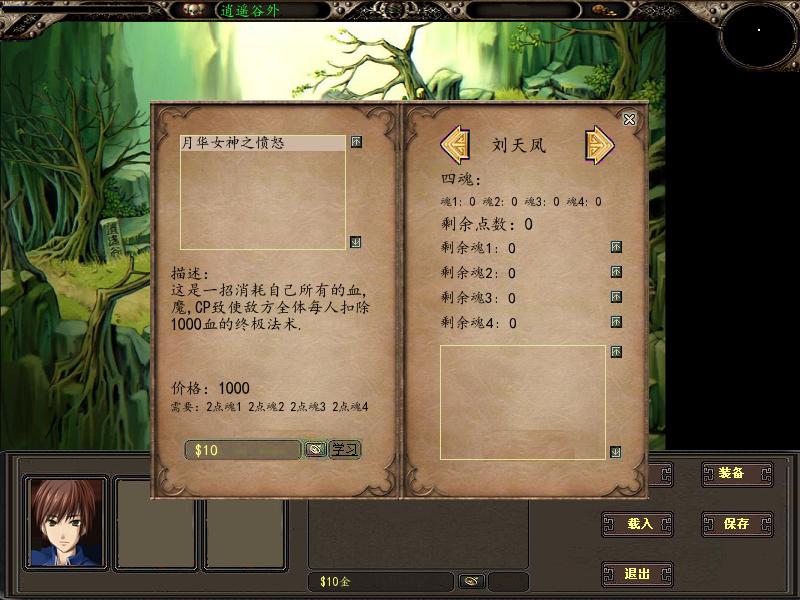 逍遥谷外
月华女神之愤怒
描述:
这是一招消耗自己所有的血,
魔,CP致使敌方全体每人扣除
1000血的终极法术.
价格: 1000
需要: 2点魂1 2点魂2 2点魂3 2点魂4
$10
学习
刘天凤
四魂:
魂1: 0 魂2: 0 魂3: 0 魂4: 0
剩余点数: 0
剩余魂1: 0
剩余魂2: 0
剩余魂3: 0
剩余魂4: 0
逍遥谷
装备
载入
保存
$10金
退出